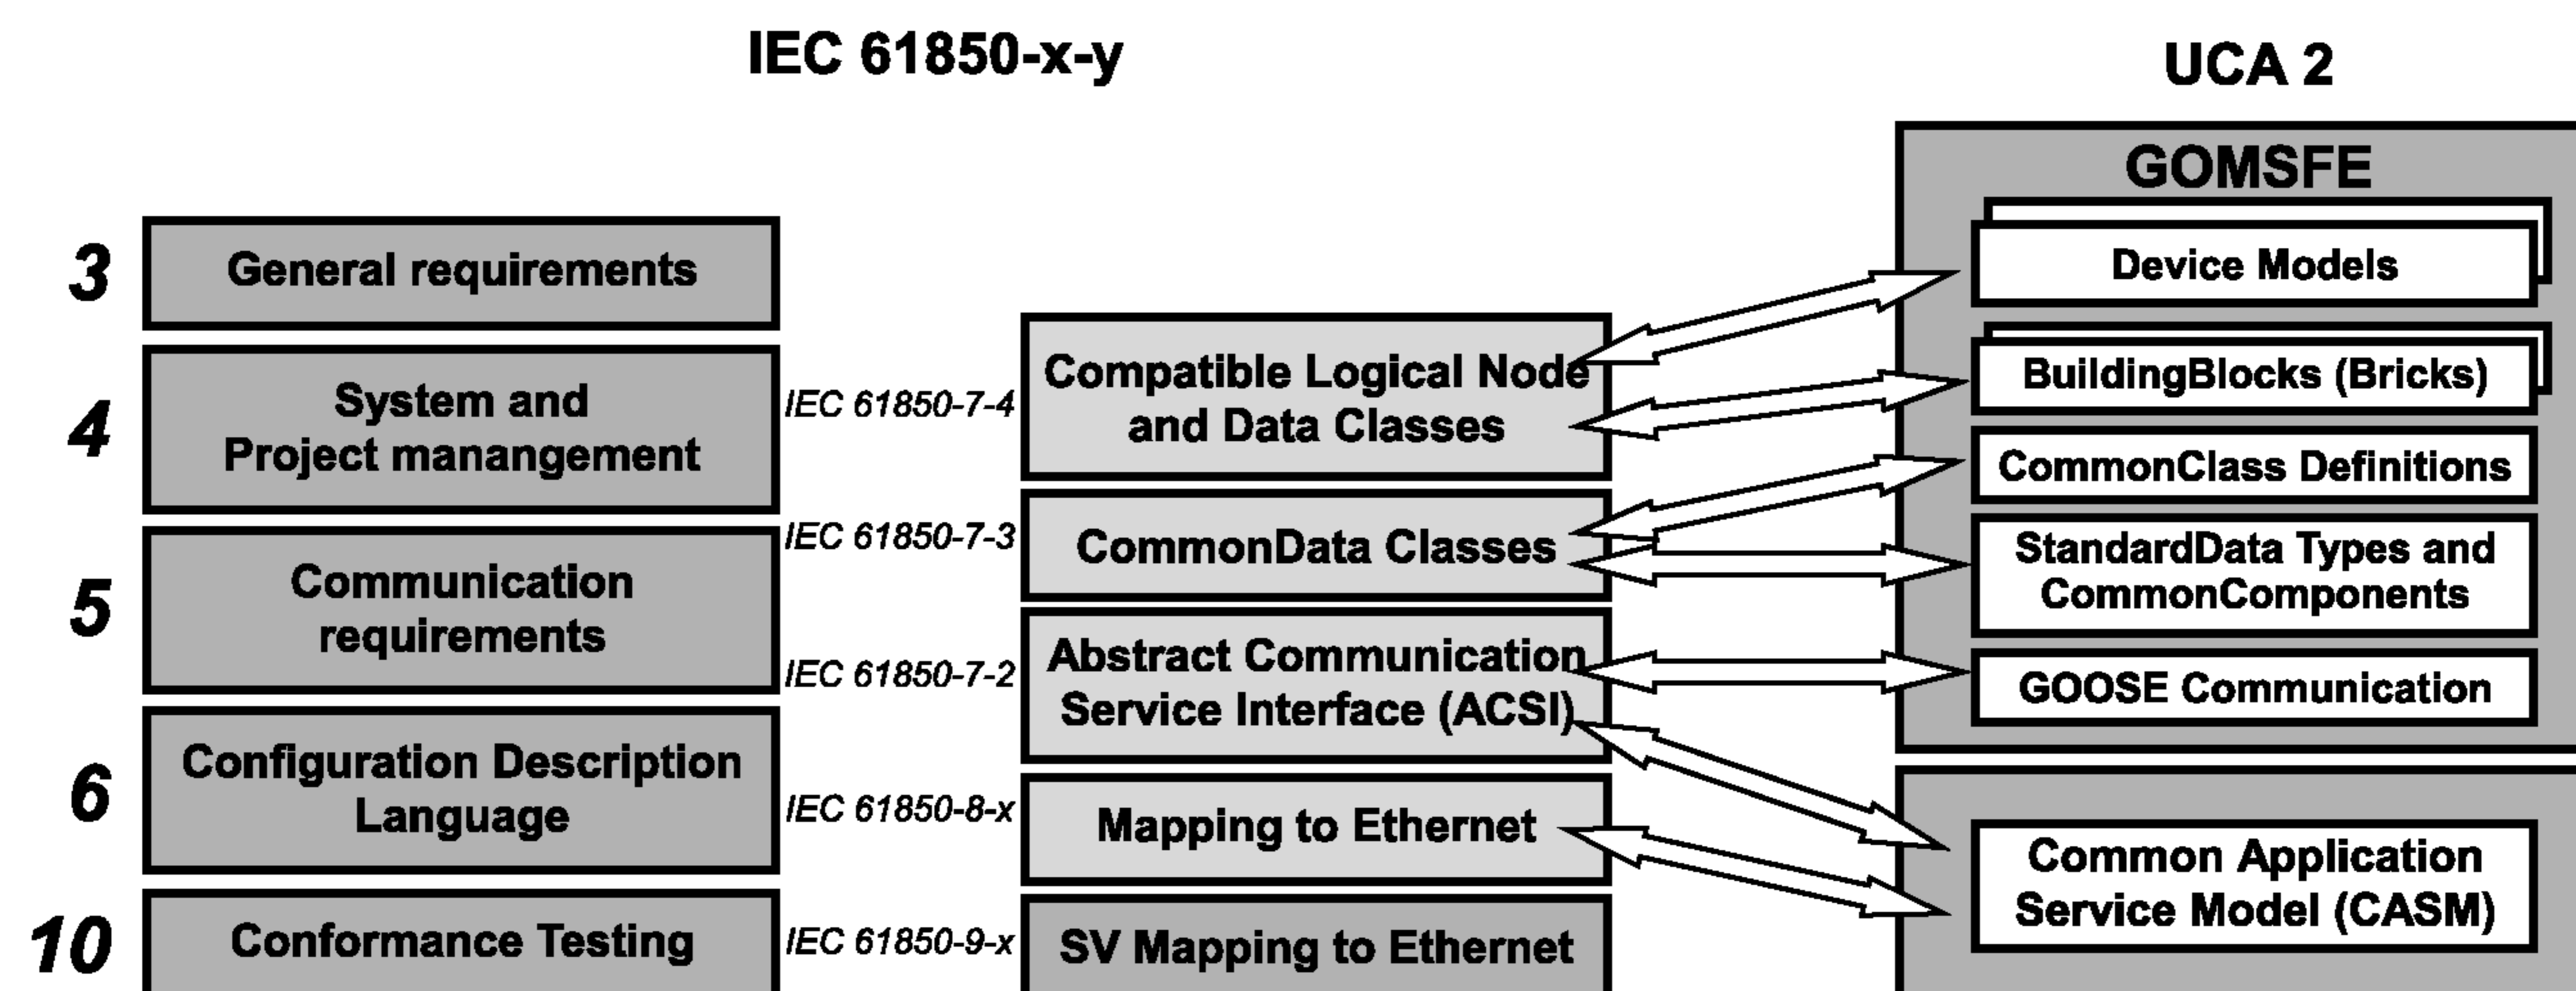 IEC 61850-x-y
UCA 2
3
General requirements
4
System and
Project manangement
5
Communication
requirements
6
Configuration Description
Language
10
Conformance Testing
IEC 61850-7-4
Compatible Logical Node
and Data Classes
IEC 61850-7-3
CommonData Classes
IEC 61850-7-2
Abstract Communication
Service Interface (ACSI)
IEC 61850-8-x
Mapping to Ethernet
IEC 61850-9-x
SV Mapping to Ethernet
GOMSFE
Device Models
BuildingBlocks (Bricks)
CommonClass Definitions
StandardData Types and
CommonComponents
GOOSE Communication
Common Application
Service Model (CASM)